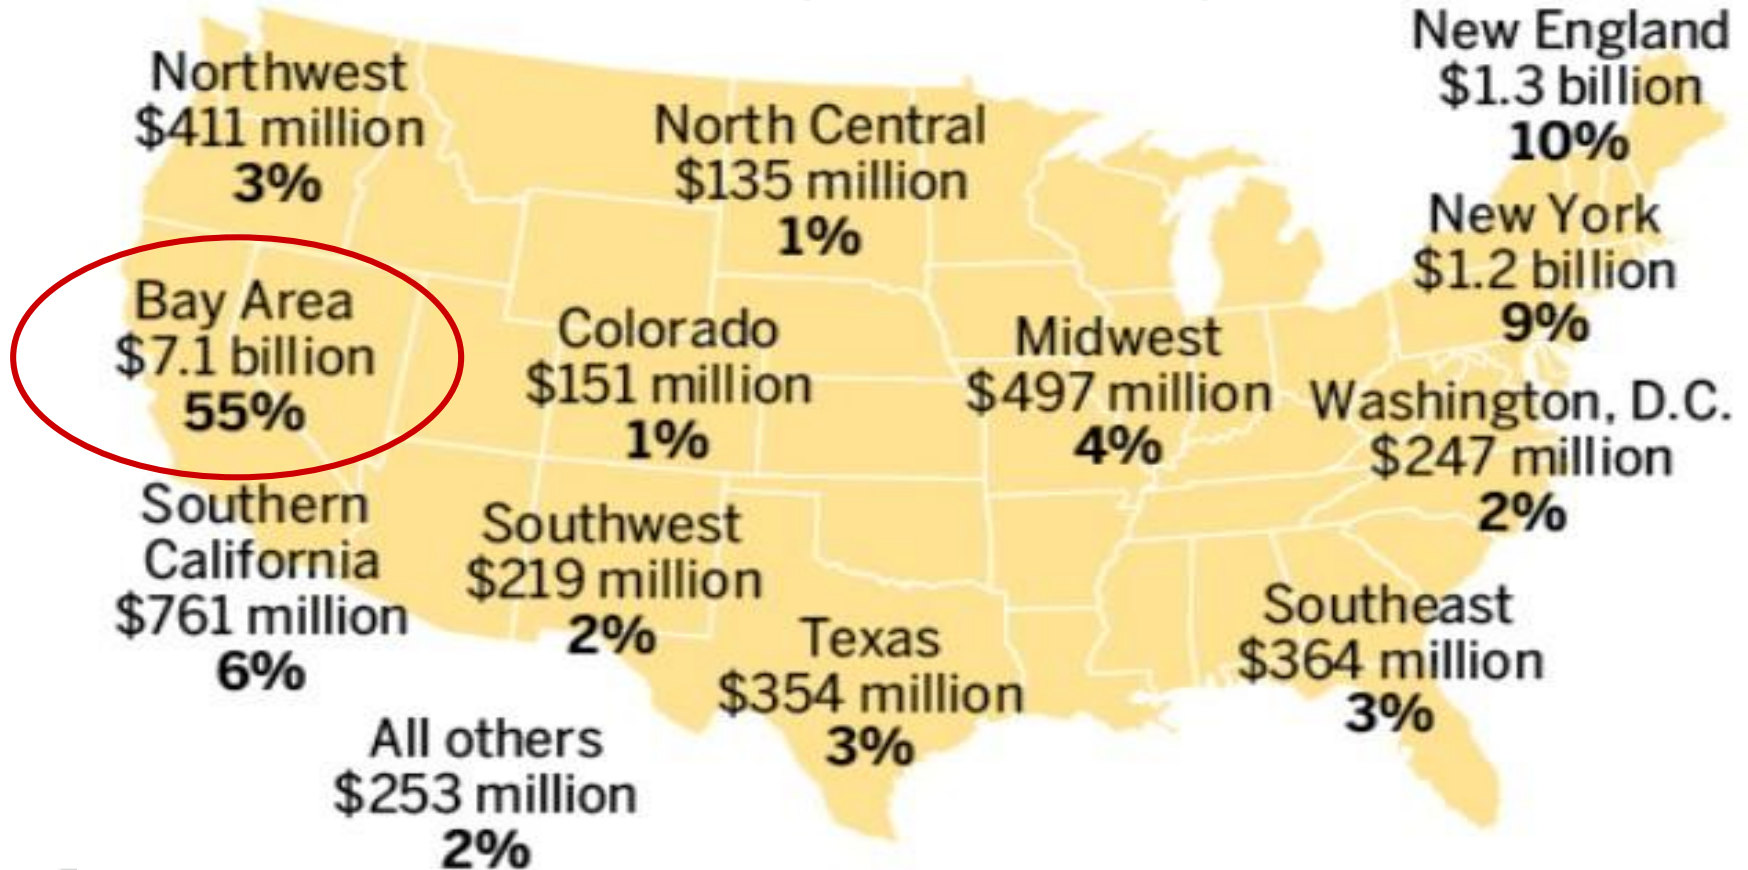 Northwest
$411 million
3%
North Central
$135 million
1%
New England
$1.3 billion
10%
New York
$1.2 billion
9%
Bay Area
$7.1 billion
55%
Colorado
$151 million
1%
Midwest
$497 million
4%
Washington, D.C.
$247 million
2%
Southern
California
$761 million
6%
Southwest
$219 million
2%
Texas
$354 million
3%
Southeast
$364 million
3%
All others
$253 million
2%